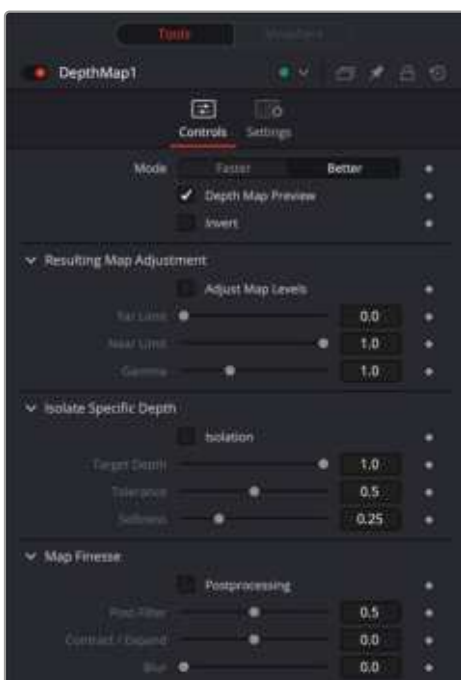 Tools Modifiers
DepthMap1
Controls Settings
Mode Faster Better
Depth Map Preview
Invert
Resulting Map Adjustment
Adjust Map Levels
Far Limit 0.0
Near Limit 1.0
Gamma 1.0
Isolate Specific Depth
Isolation
Target Depth 1.0
Tolerance 0.5
Softness 0.25
Map Finesse
Postprocessing
Post-Filter 0.5
Contract / Expand 0.0
Blur 0.0